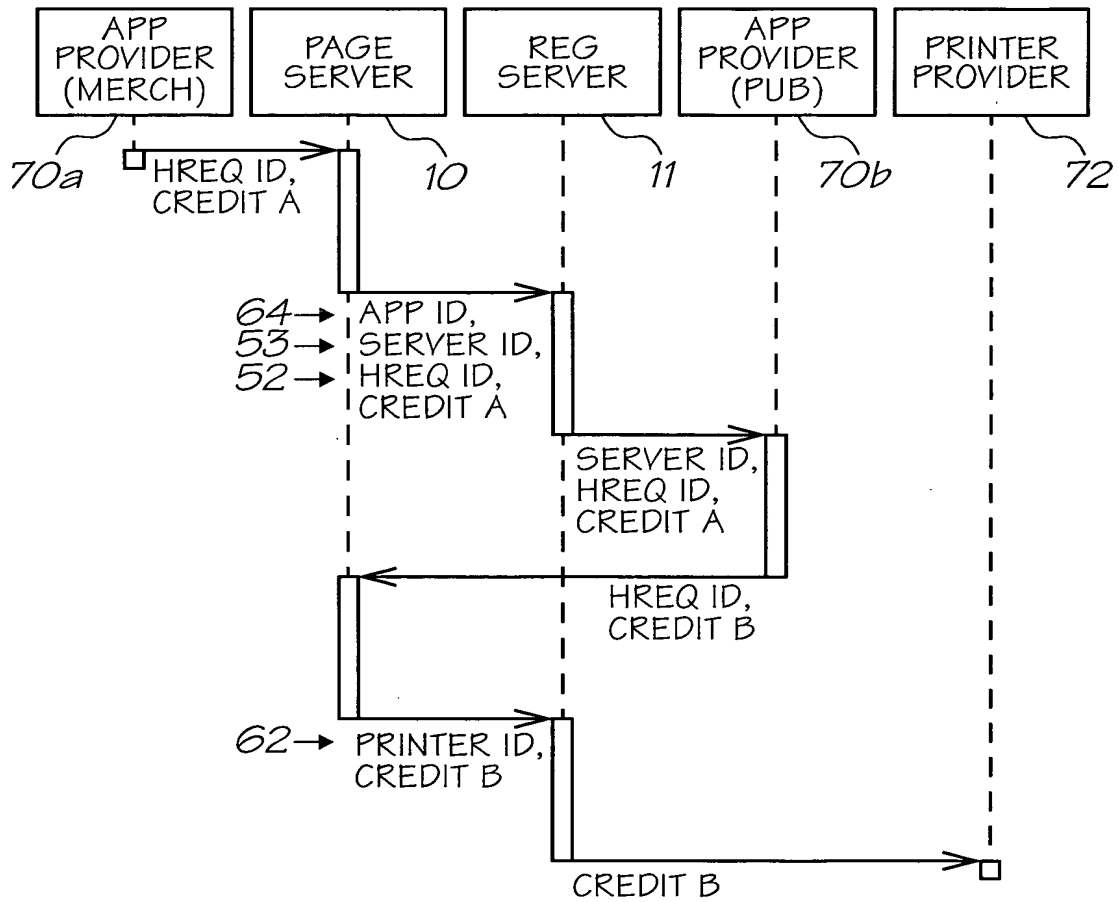 APP
PROVIDER
(MERCH)
PAGE
SERVER
REG
SERVER
APP
PROVIDER
(PUB)
PRINTER
PROVIDER
70a
10
11
70b
72
HREQ ID,
CREDIT A
64 APP ID,
53 SERVER ID,
52 HREQ ID,
CREDIT A
SERVER ID,
HREQ ID,
CREDIT A
HREQ ID,
CREDIT B
62 PRINTER ID,
CREDIT B
CREDIT B